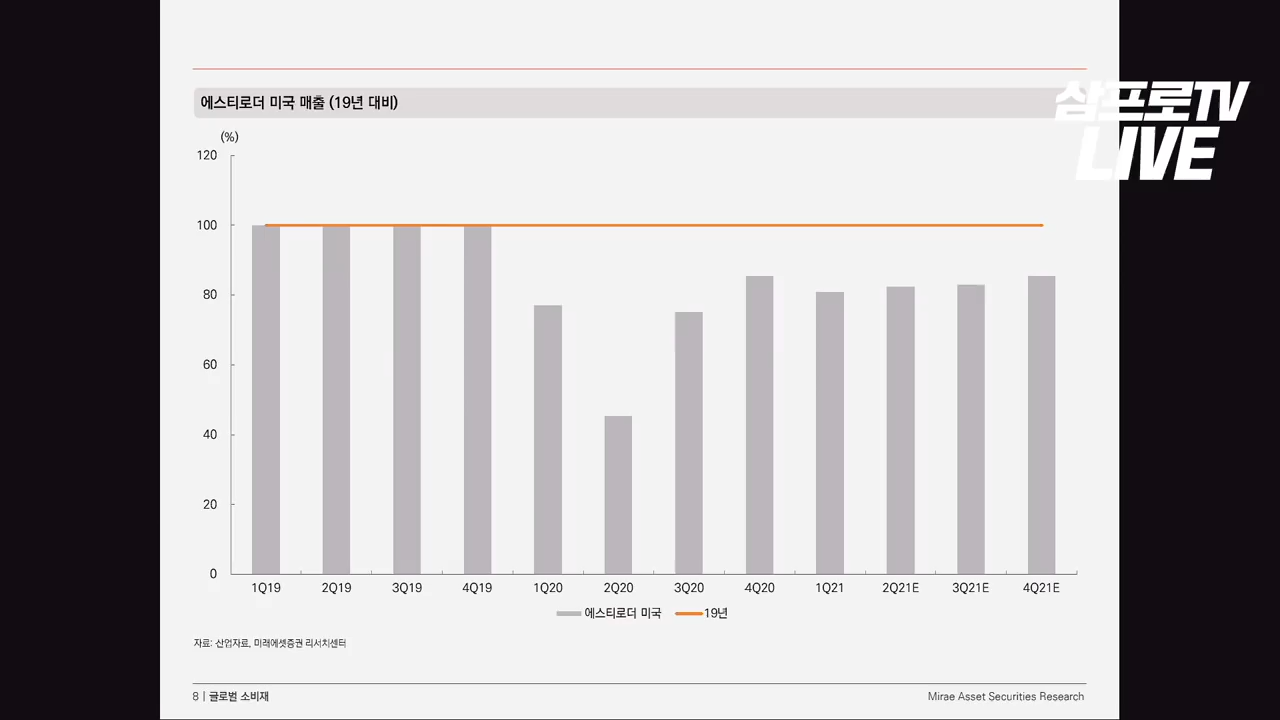 에스티로더 미국 매출 (19년 대비)
삼프로TV
LIVE
(%)
120
100
80
60
40
20
0
1Q19 2Q19 3Q19 4Q19 1Q20 2Q20 3Q20 4Q20 1Q21 2Q21E 3Q21E 4Q21E
에스티로더 미국 19년
자료: 산업자료, 미래에셋증권 리서치센터
8 | 글로벌 소비재 Mirae Asset Securities Research